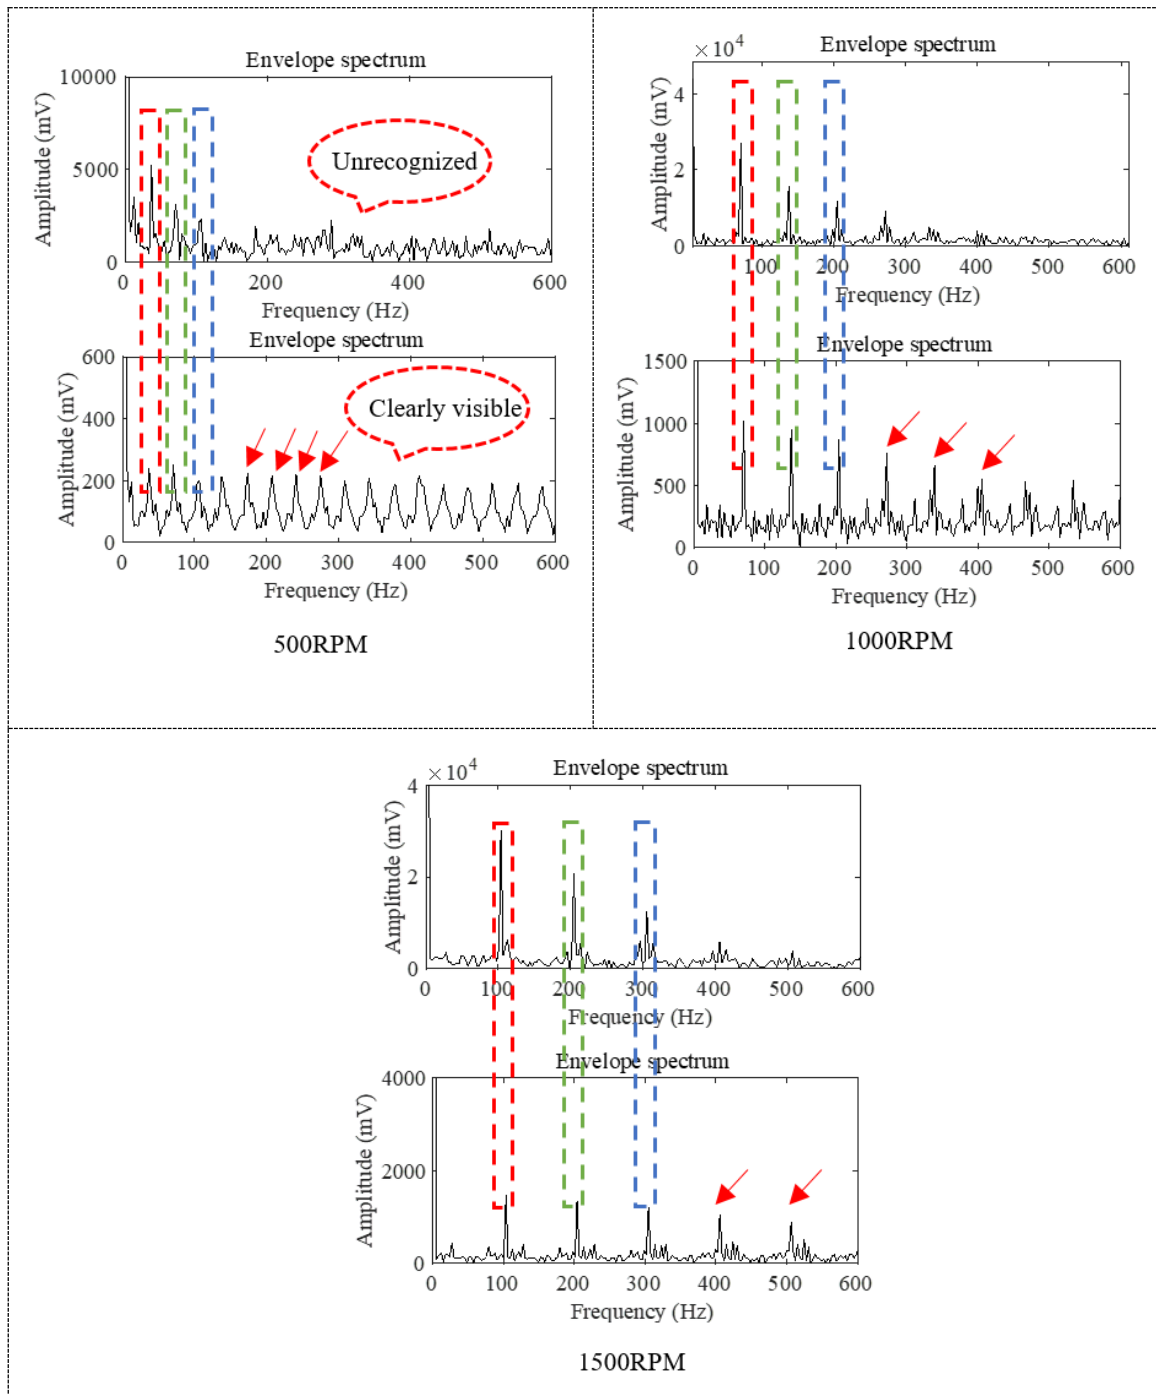 Envelope spectrum
10000
5000
0
Amplitude (mV)
Unrecognized
0 200 400 600
Frequency (Hz)
Envelope spectrum
600
400
200
0
Amplitude (mV)
Clearly visible
0 100 200 300 400 500 600
Frequency (Hz)
500RPM
× 10⁴
Envelope spectrum
4
2
0
Amplitude (mV)
100 200 300 400 500 600
Frequency (Hz)
Envelope spectrum
1500
1000
500
0
Amplitude (mV)
0 100 200 300 400 500 600
Frequency (Hz)
1000RPM
× 10⁴
Envelope spectrum
4
2
0
Amplitude (mV)
0 100 200 300 400 500 600
Frequency (Hz)
Envelope spectrum
4000
2000
0
Amplitude (mV)
0 100 200 300 400 500 600
Frequency (Hz)
1500RPM